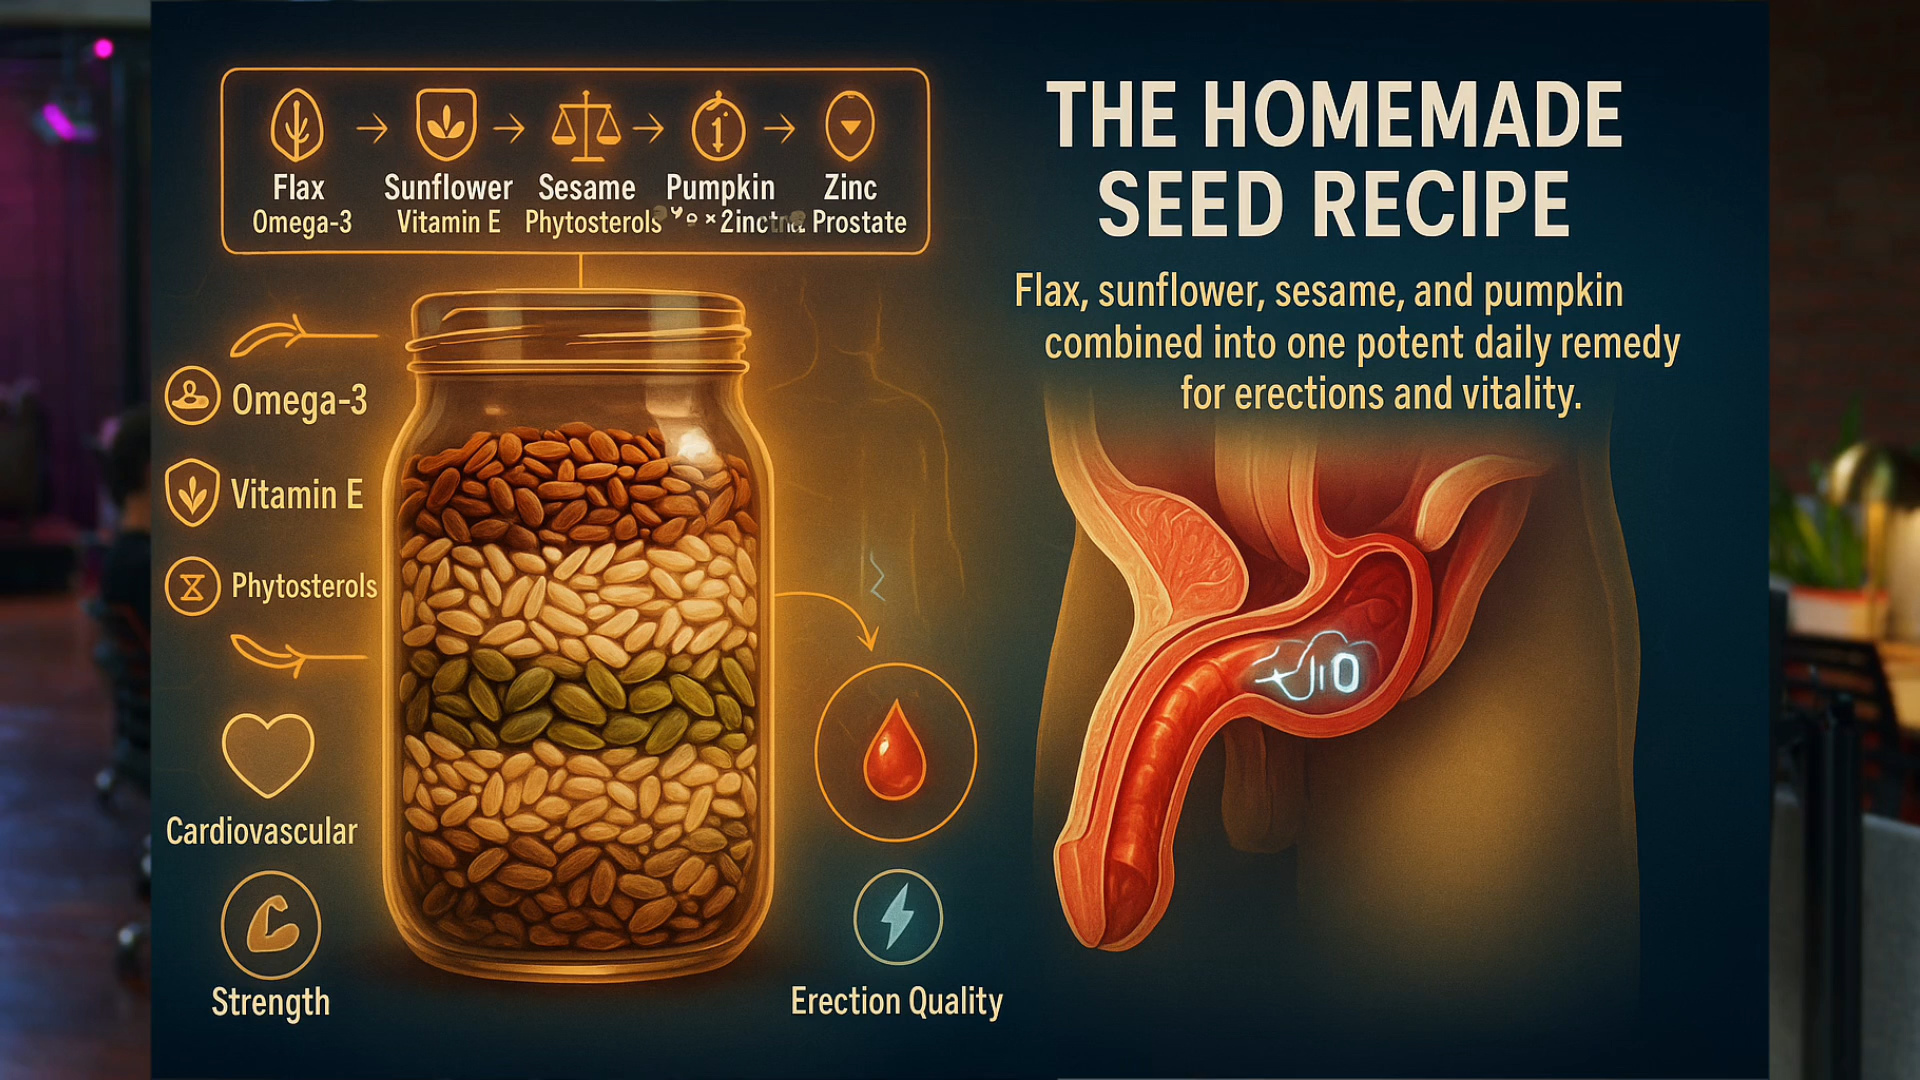 Flax
Omega-3
Sunflower
Vitamin E
Sesame
Phytosterols
Pumpkin
Zinc
Prostate
THE HOMEMADE
SEED RECIPE
Flax, sunflower, sesame, and pumpkin
combined into one potent daily remedy
for erections and vitality.
Omega-3
Vitamin E
Phytosterols
Cardiovascular
Strength
Erection Quality